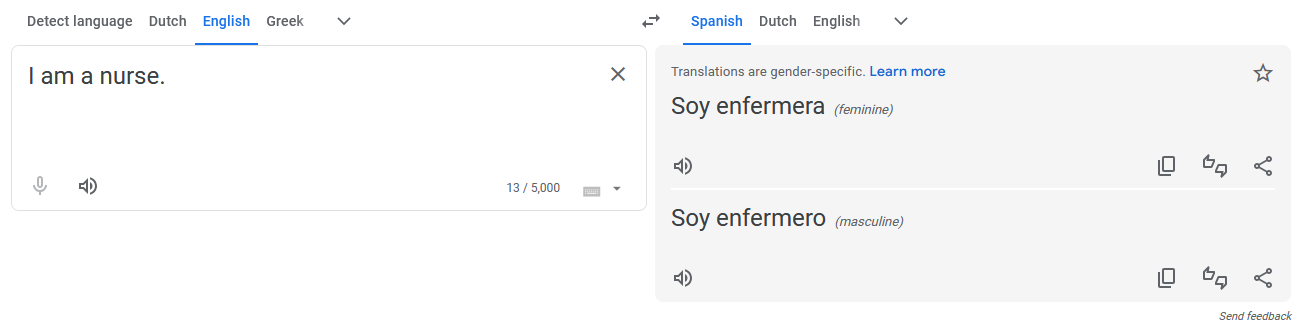 Detect language Dutch English Greek
Spanish Dutch English
I am a nurse.
13 / 5,000
Translations are gender-specific. Learn more
Soy enfermera (feminine)
Soy enfermero (masculine)
Send feedback